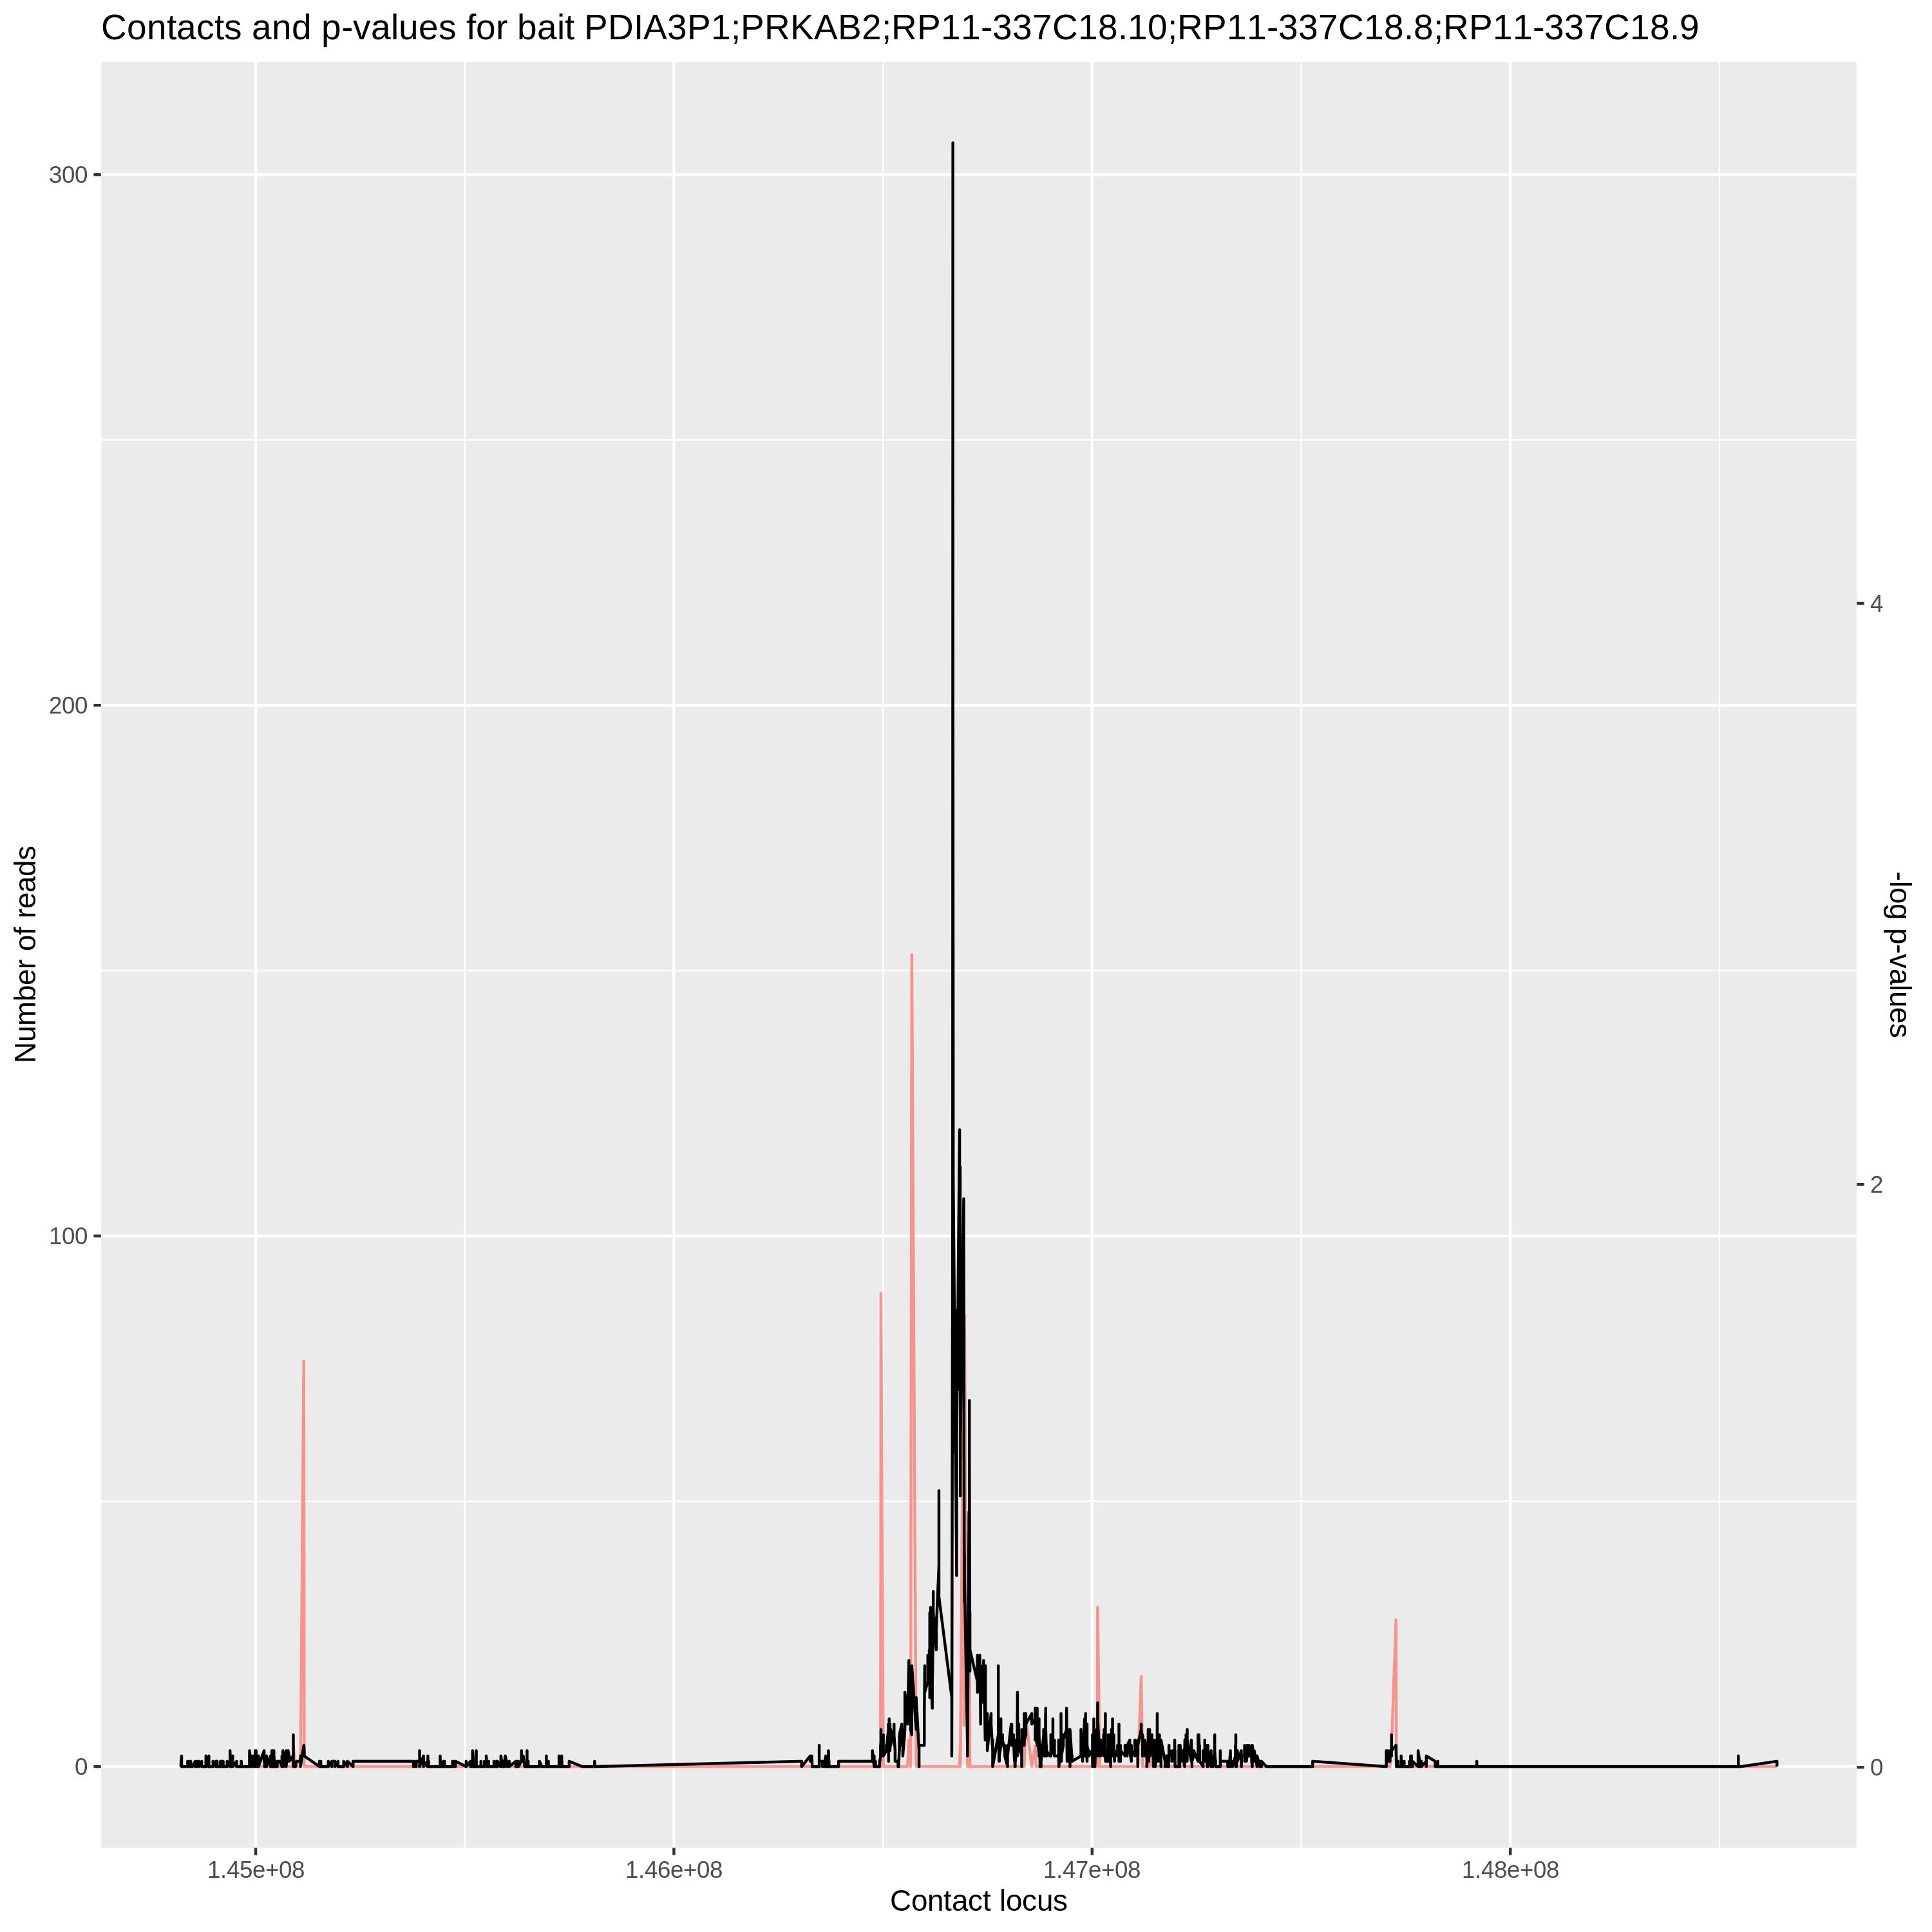 Contacts and p-values for bait PDIA3P1;PRKAB2;RP11-337C18.10;RP11-337C18.8;RP11-337C18.9
300
200
100
0
Number of reads
4
2
0
-log p-values
1.45e+08
1.46e+08
1.47e+08
1.48e+08
Contact locus